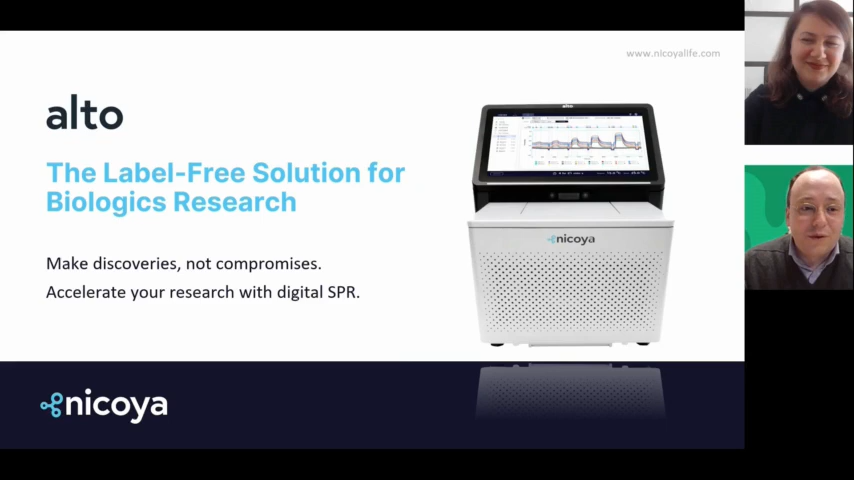 www.nicoyalife.com
alto
The Label-Free Solution for
Biologics Research
Make discoveries, not compromises.
Accelerate your research with digital SPR.
alto
nicoya
nicoya